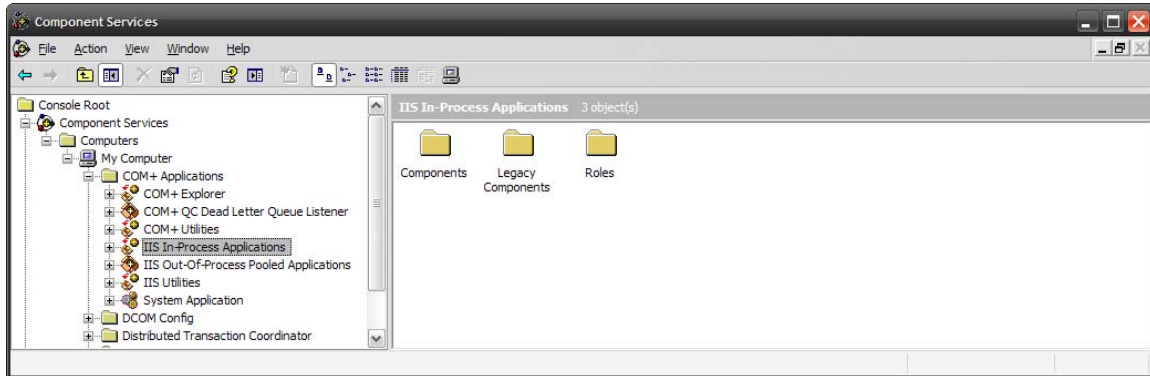 Component Services
File Action View Window Help
Console Root
Component Services
Computers
My Computer
COM+ Applications
COM+ Explorer
COM+ QC Dead Letter Queue Listener
COM+ Utilities
IIS In-Process Applications
IIS Out-Of-Process Pooled Applications
IIS Utilities
System Application
DCOM Config
Distributed Transaction Coordinator
IIS In-Process Applications 3 object(s)
Components
Legacy
Components
Roles